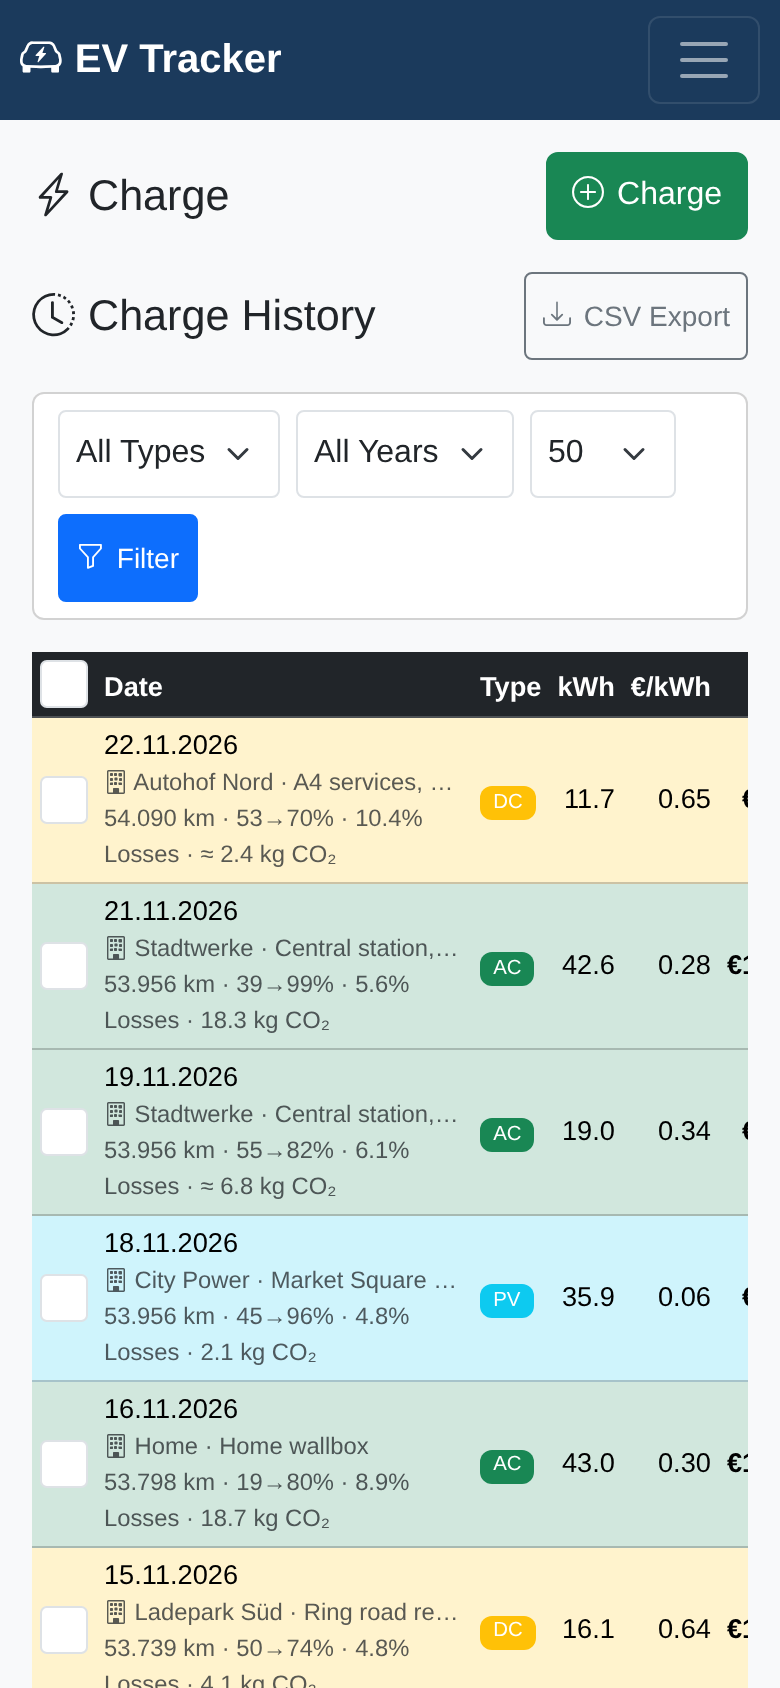 EV Tracker
Charge
Charge
Charge History
CSV Export
All Types
All Years
50
Filter
Date Type kWh €/kWh
22.11.2026
Autohof Nord · A4 services, …
54.090 km · 53→70% · 10.4%
Losses · ≈ 2.4 kg CO₂
DC 11.7 0.65
21.11.2026
Stadtwerke · Central station,…
53.956 km · 39→99% · 5.6%
Losses · 18.3 kg CO₂
AC 42.6 0.28
19.11.2026
Stadtwerke · Central station,…
53.956 km · 55→82% · 6.1%
Losses · ≈ 6.8 kg CO₂
AC 19.0 0.34
18.11.2026
City Power · Market Square …
53.956 km · 45→96% · 4.8%
Losses · 2.1 kg CO₂
PV 35.9 0.06
16.11.2026
Home · Home wallbox
53.798 km · 19→80% · 8.9%
Losses · 18.7 kg CO₂
AC 43.0 0.30
15.11.2026
Ladepark Süd · Ring road re…
53.739 km · 50→74% · 4.8%
Losses · 4.1 kg CO₂
DC 16.1 0.64